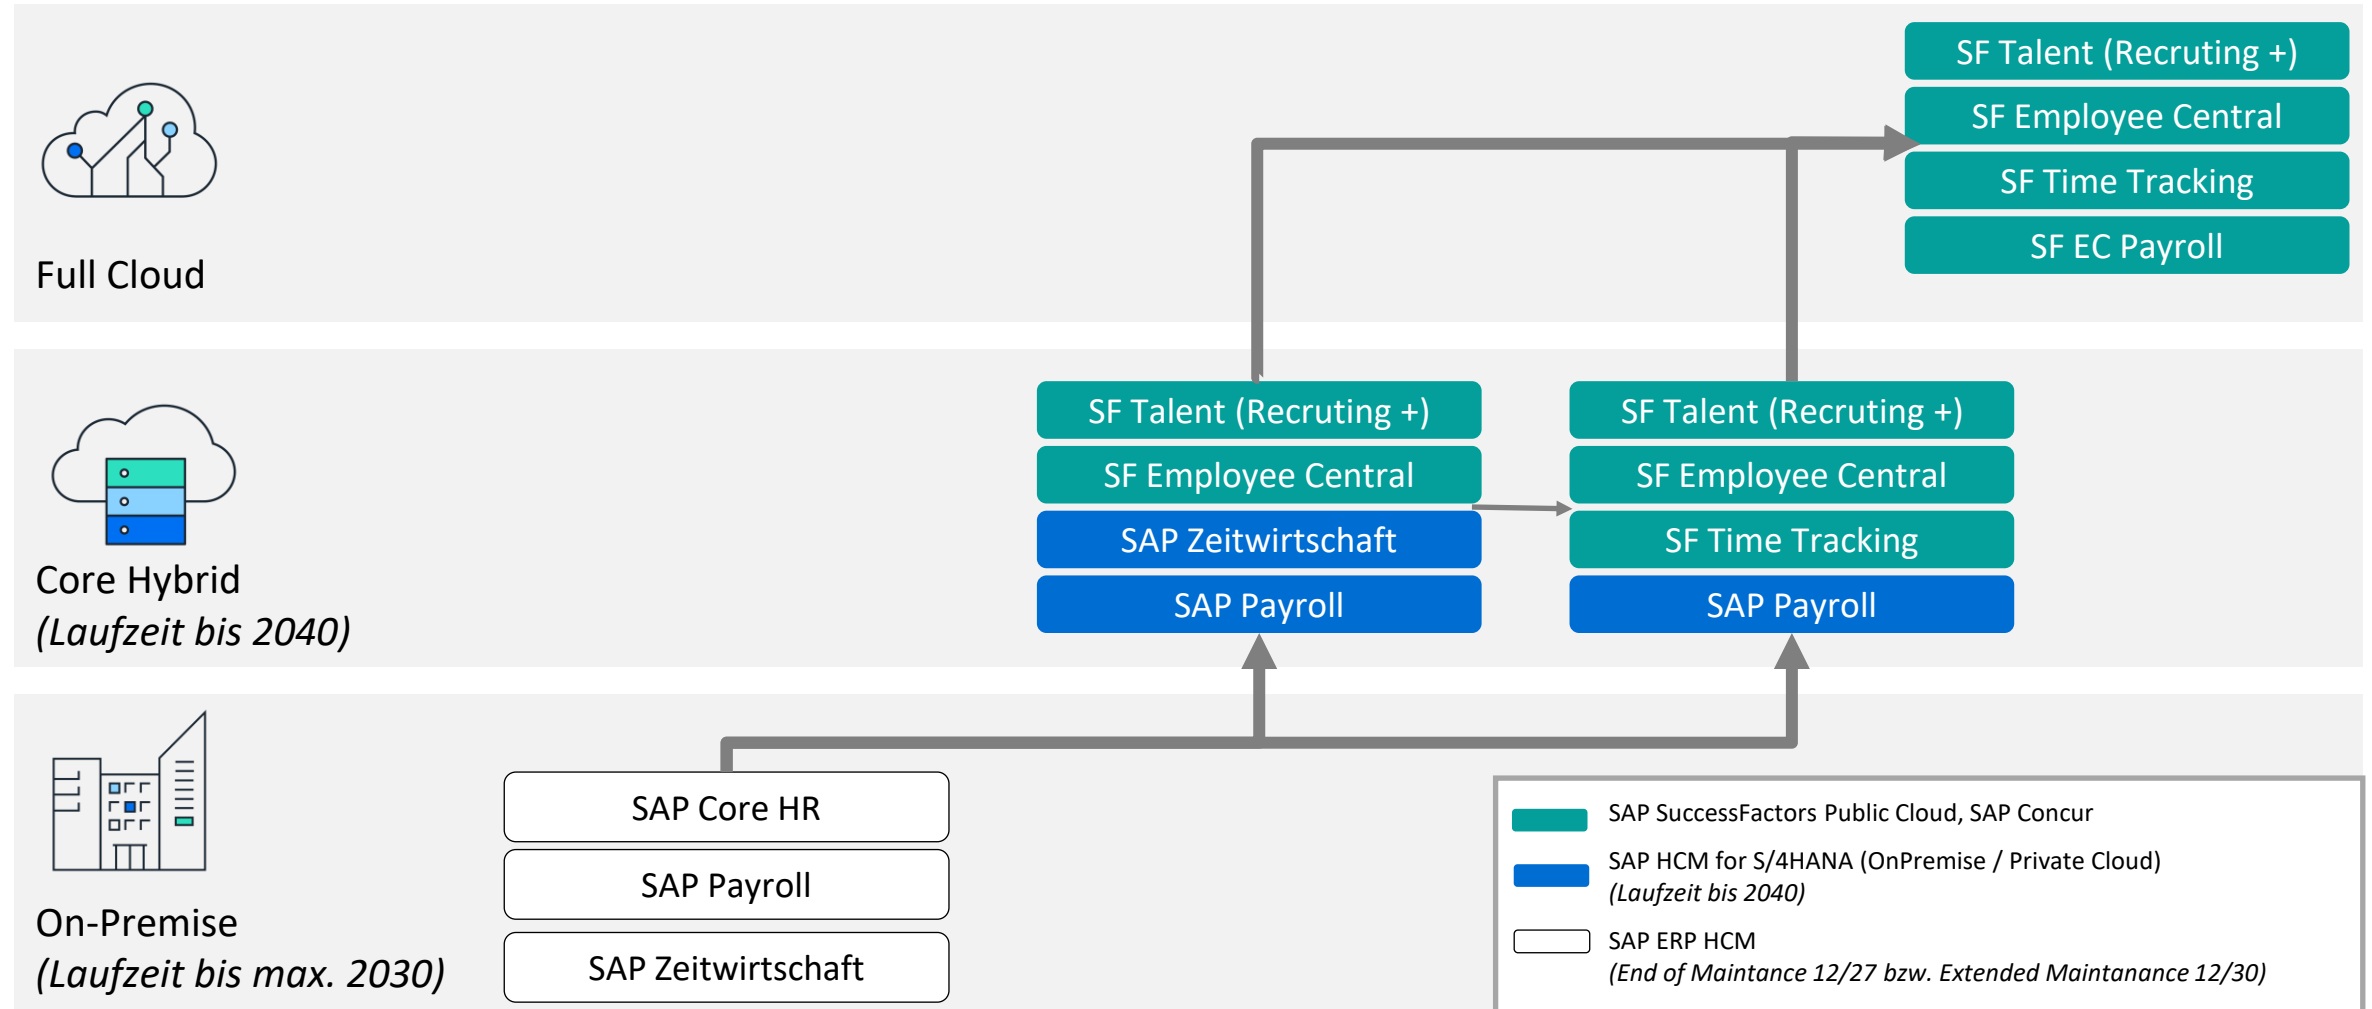 SF Talent (Recruting +)
SF Employee Central
SF Time Tracking
SF EC Payroll
Full Cloud
SF Talent (Recruting +)
SF Employee Central
SAP Zeitwirtschaft
SAP Payroll
SF Talent (Recruting +)
SF Employee Central
SF Time Tracking
SAP Payroll
Core Hybrid
(Laufzeit bis 2040)
SAP Core HR
SAP Payroll
SAP Zeitwirtschaft
On-Premise
(Laufzeit bis max. 2030)
SAP SuccessFactors Public Cloud, SAP Concur
SAP HCM for S/4HANA (OnPremise / Private Cloud)
(Laufzeit bis 2040)
SAP ERP HCM
(End of Maintance 12/27 bzw. Extended Maintanance 12/30)